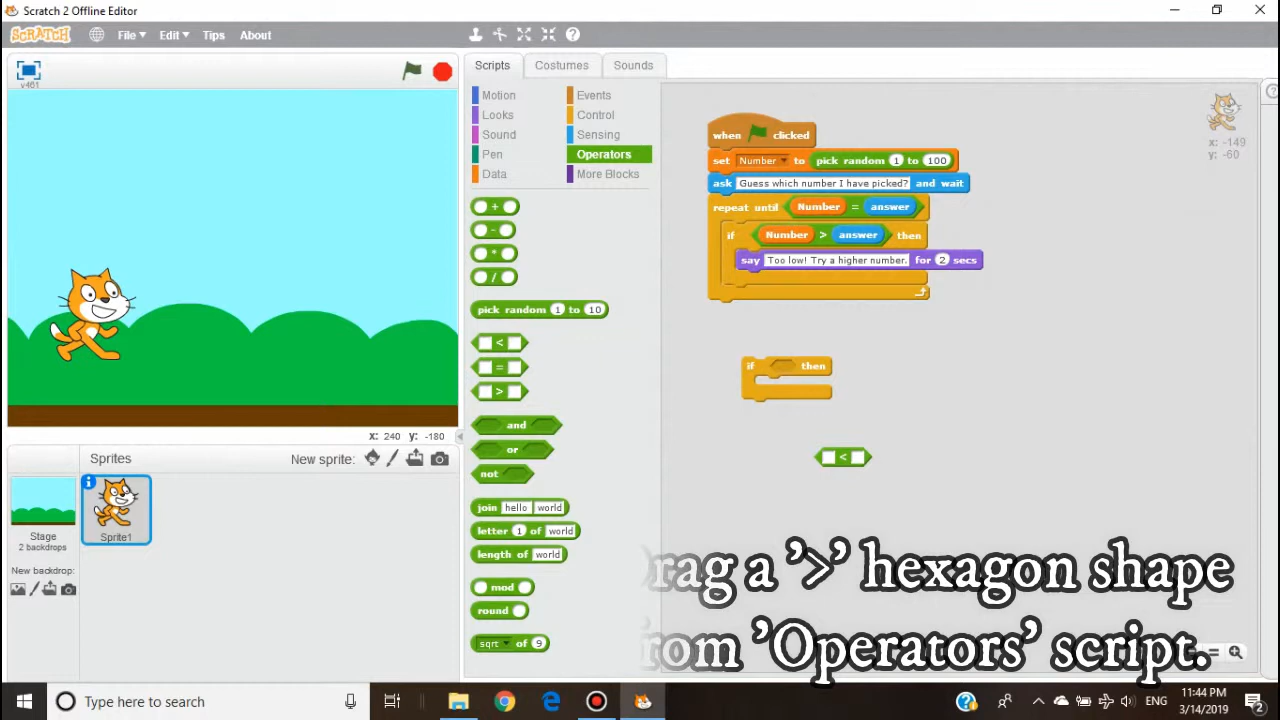 Scratch 2 Offline Editor
SCRATCH File Edit Tips About
v461
Scripts Costumes Sounds
Motion Events
Looks Control
Sound Sensing
Pen Operators
Data More Blocks
+
-
*
/
pick random 1 to 10
<
=
>
and
or
not
join hello world
letter 1 of world
length of world
mod
round
sqrt of 9
when clicked
set Number to pick random 1 to 100
ask Guess which number I have picked? and wait
repeat until Number = answer
if Number > answer then
say Too low! Try a higher number. for 2 secs
if then
<
x: -149
y: -60
x: 240 y: -180
Sprites New sprite:
Stage
2 backdrops
New backdrop:
Sprite1
rag a '>' hexagon shape
rom 'Operators' script.
Type here to search
ENG
11:44 PM
3/14/2019
2